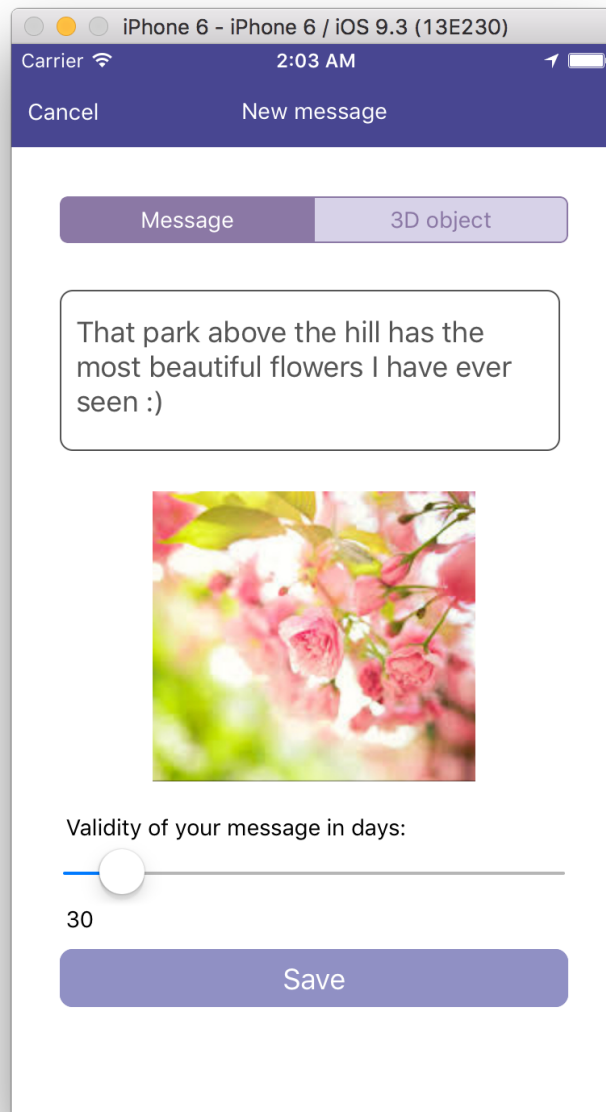 iPhone 6 - iPhone 6 / iOS 9.3 (13E230)
Carrier 2:03 AM
Cancel New message
Message 3D object
That park above the hill has the
most beautiful flowers I have ever
seen :)
Validity of your message in days:
30
Save